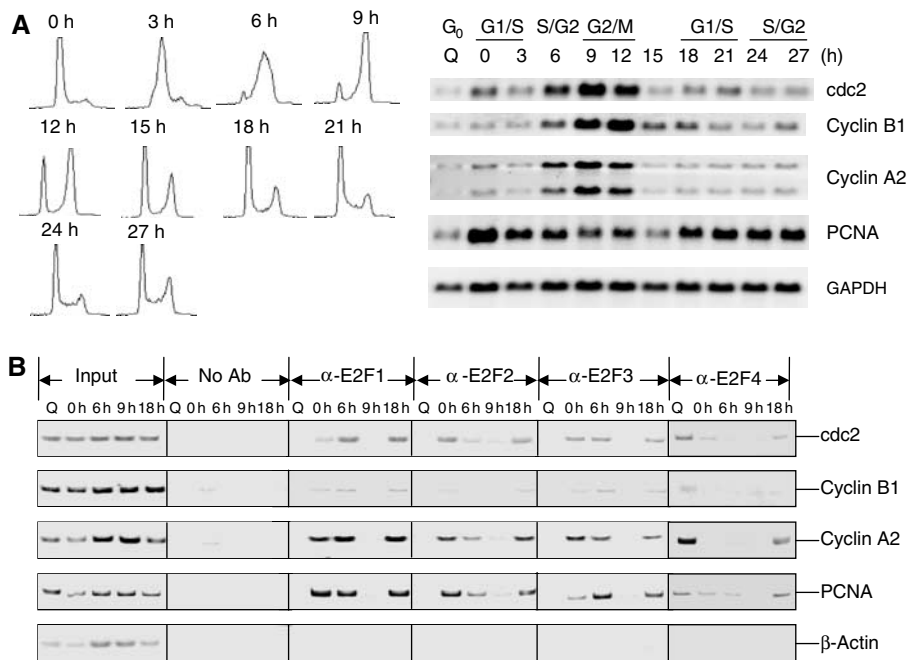 A
0 h 3 h 6 h 9 h
12 h 15 h 18 h 21 h
24 h 27 h
G0 G1/S S/G2 G2/M G1/S S/G2
Q 0 3 6 9 12 15 18 21 24 27 (h)
cdc2
Cyclin B1
Cyclin A2
PCNA
GAPDH
B
Input No Ab α-E2F1 α-E2F2 α-E2F3 α-E2F4
Q 0h 6h 9h 18h Q 0h 6h 9h18h Q 0h 6h 9h 18h Q 0h 6h 9h 18h Q 0h 6h 9h 18h Q 0h 6h 9h 18h
cdc2
Cyclin B1
Cyclin A2
PCNA
β-Actin